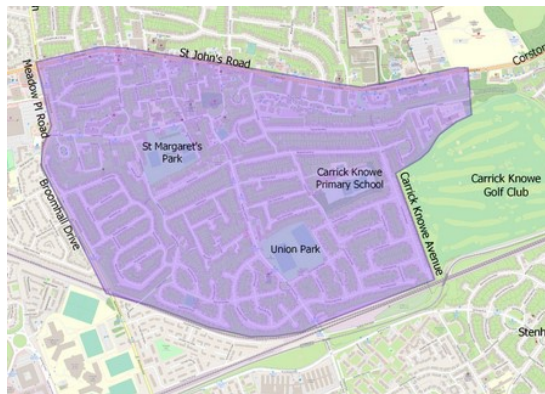 St John's Road
Corstor
Meadow Pl Road
St Margaret's
Park
Carrick Knowe
Primary School
Carrick Knowe
Golf Club
Broomhall Drive
Carrick Knowe Avenue
Union Park
Stenh